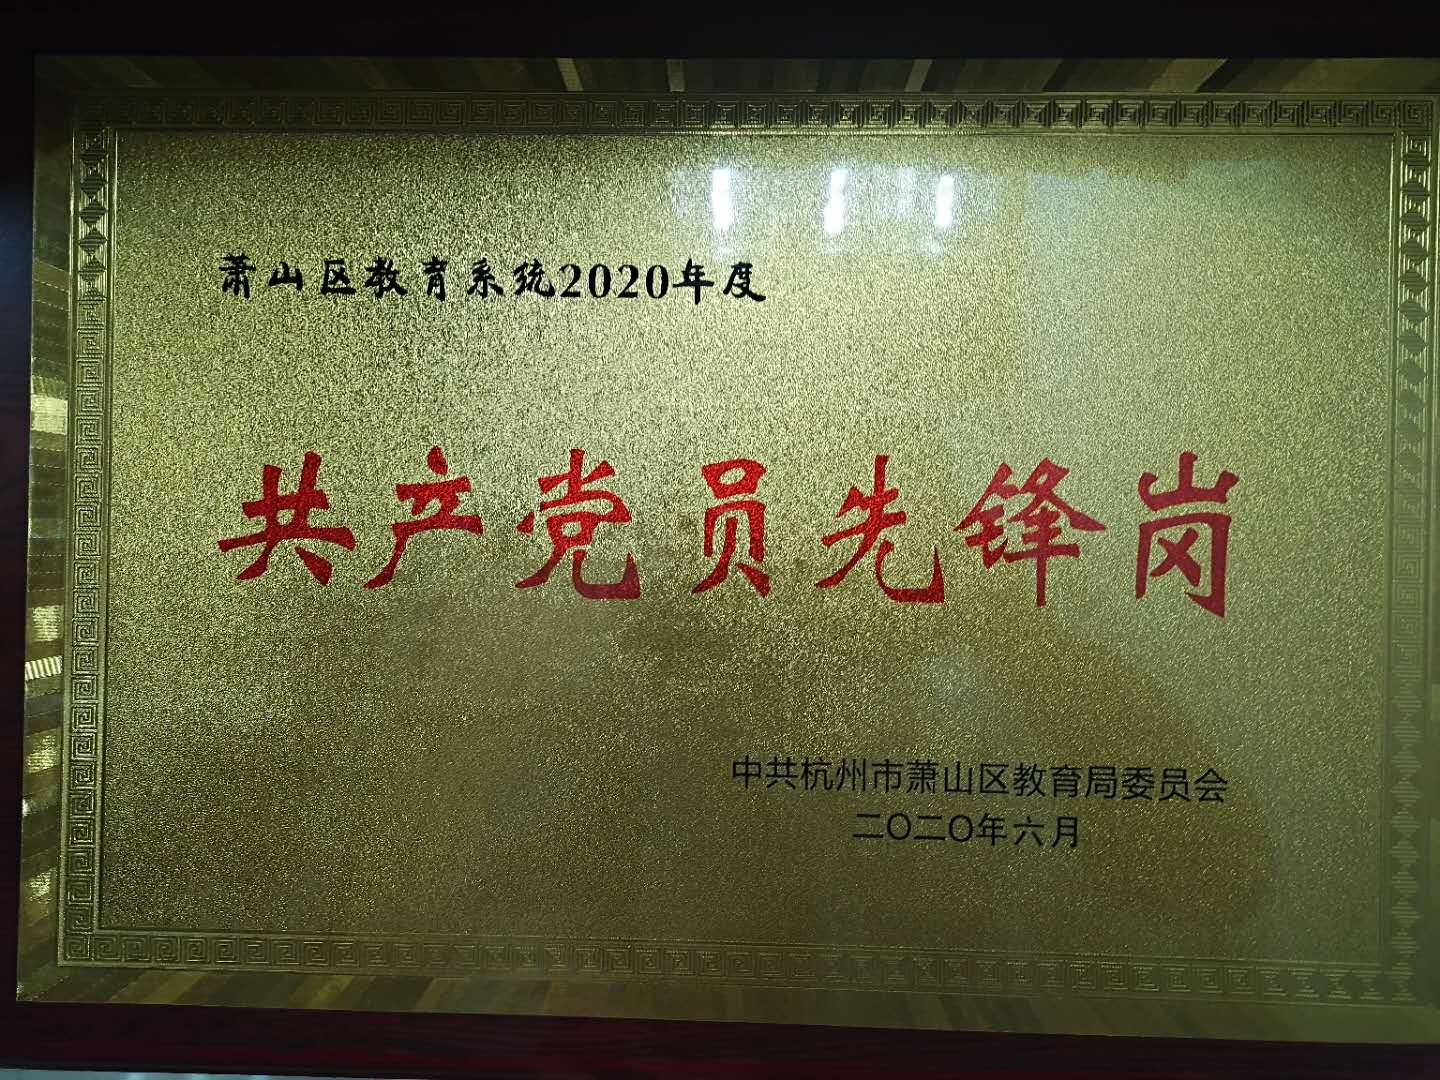 萧山区教育系统2020年度
共产党员先锋岗
中共杭州市萧山区教育局委员会
二〇二〇年六月